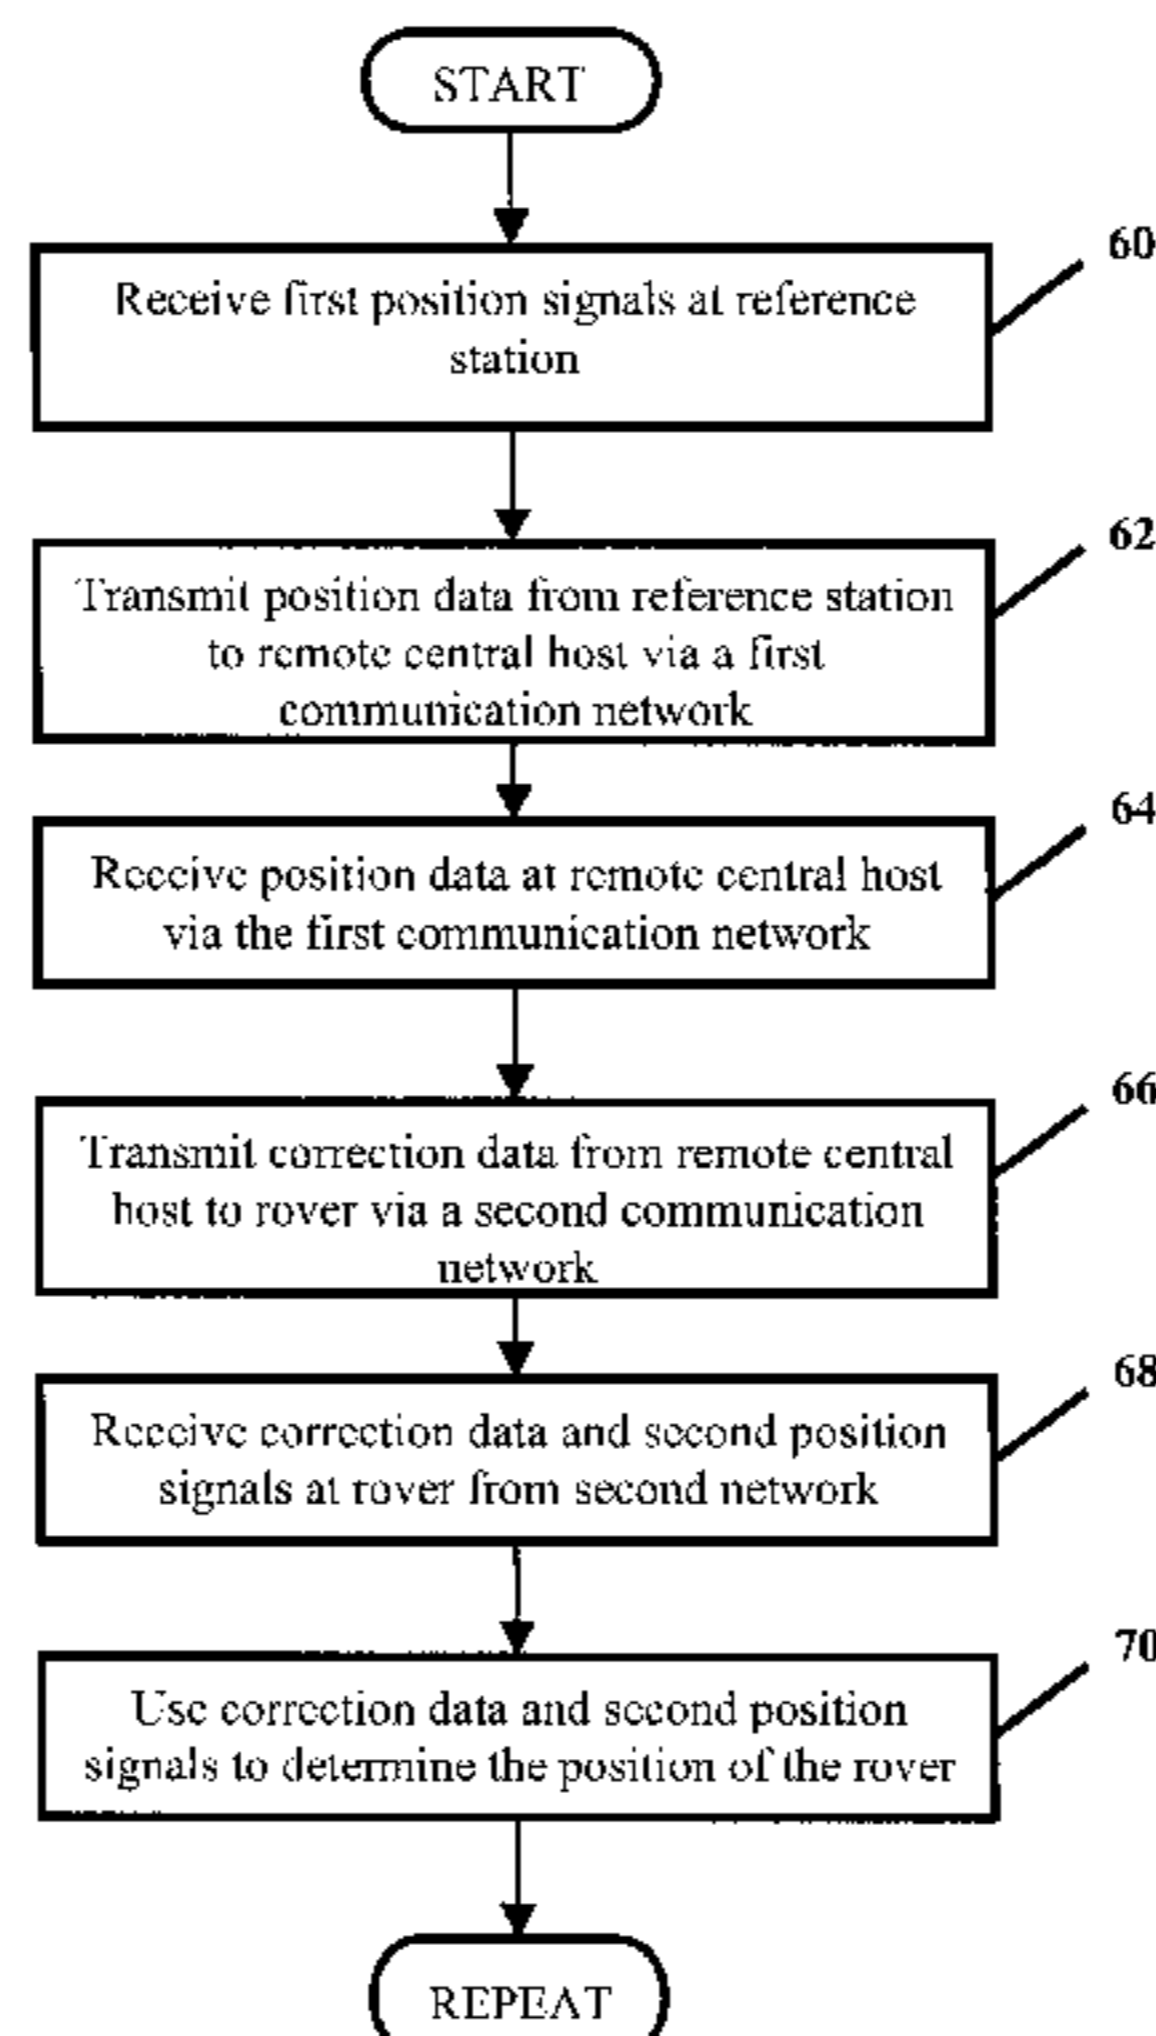 START
60
Receive first position signals at reference
station
62
Transmit position data from reference station
to remote central host via a first
communication network
64
Receive position data at remote central host
via the first communication network
66
Transmit correction data from remote central
host to rover via a second communication
network
68
Receive correction data and second position
signals at rover from second network
70
Use correction data and second position
signals to determine the position of the rover
REPEAT